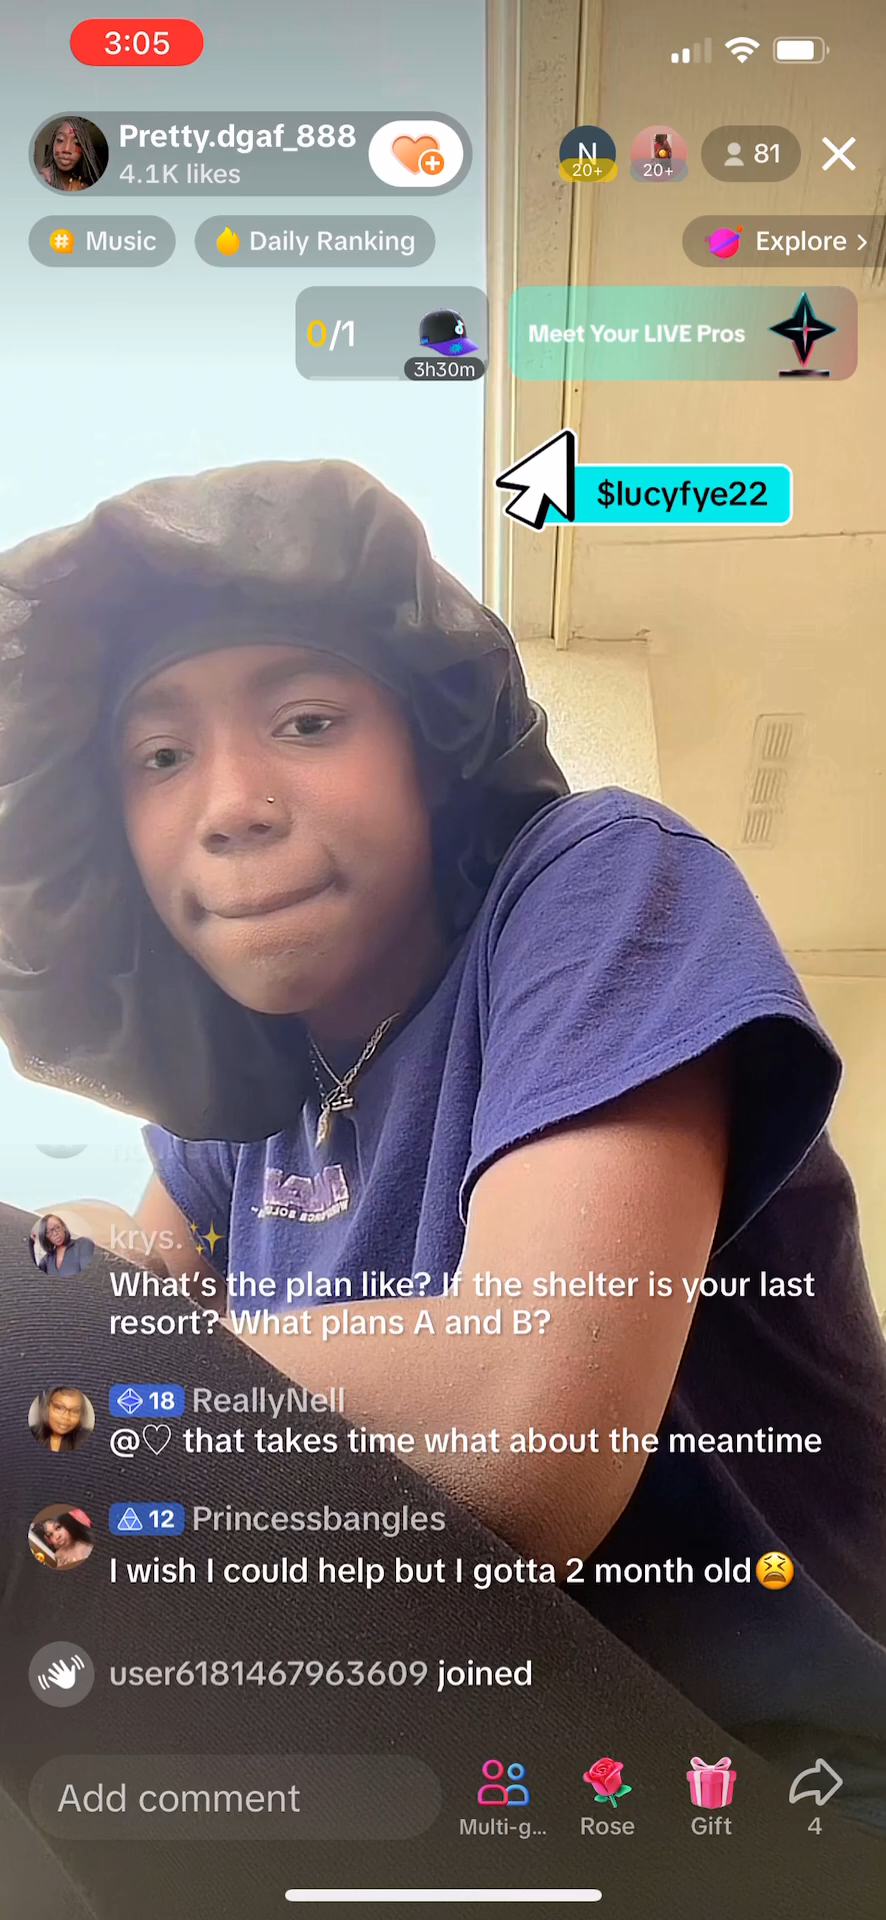 3:05
Pretty.dgaf_888
4.1K likes
N
20+
20+
81
Music
Daily Ranking
Explore >
0/1
3h30m
Meet Your LIVE Pros
$lucyfye22
krys.✨
What's the plan like? If the shelter is your last
resort? What plans A and B?
18 ReallyNell
@♡ that takes time what about the meantime
12 Princessbangles
I wish I could help but I gotta 2 month old😫
user6181467963609 joined
Add comment
Multi-g...
Rose
Gift
4